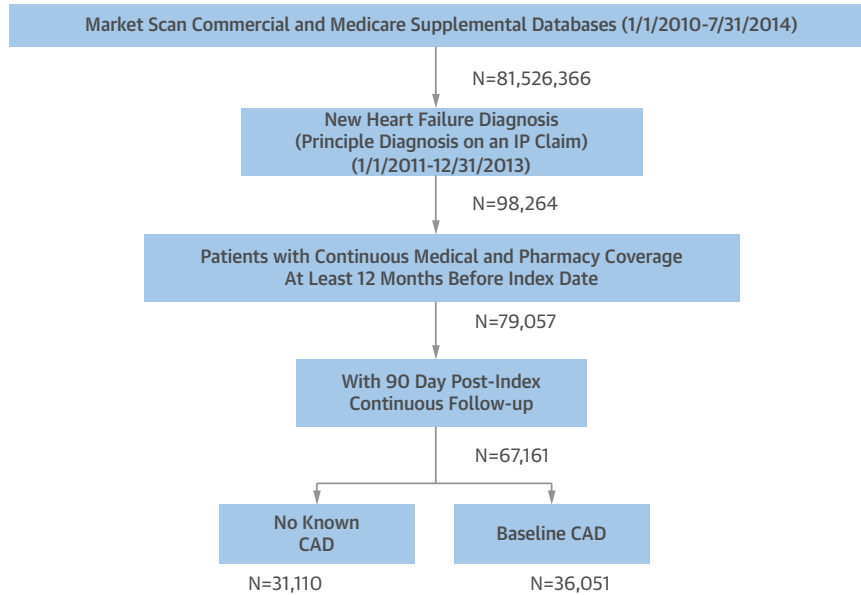 Market Scan Commercial and Medicare Supplemental Databases (1/1/2010-7/31/2014)
N=81,526,366
New Heart Failure Diagnosis
(Principle Diagnosis on an IP Claim)
(1/1/2011-12/31/2013)
N=98,264
Patients with Continuous Medical and Pharmacy Coverage
At Least 12 Months Before Index Date
N=79,057
With 90 Day Post-Index
Continuous Follow-up
N=67,161
No Known
CAD
Baseline CAD
N=31,110
N=36,051